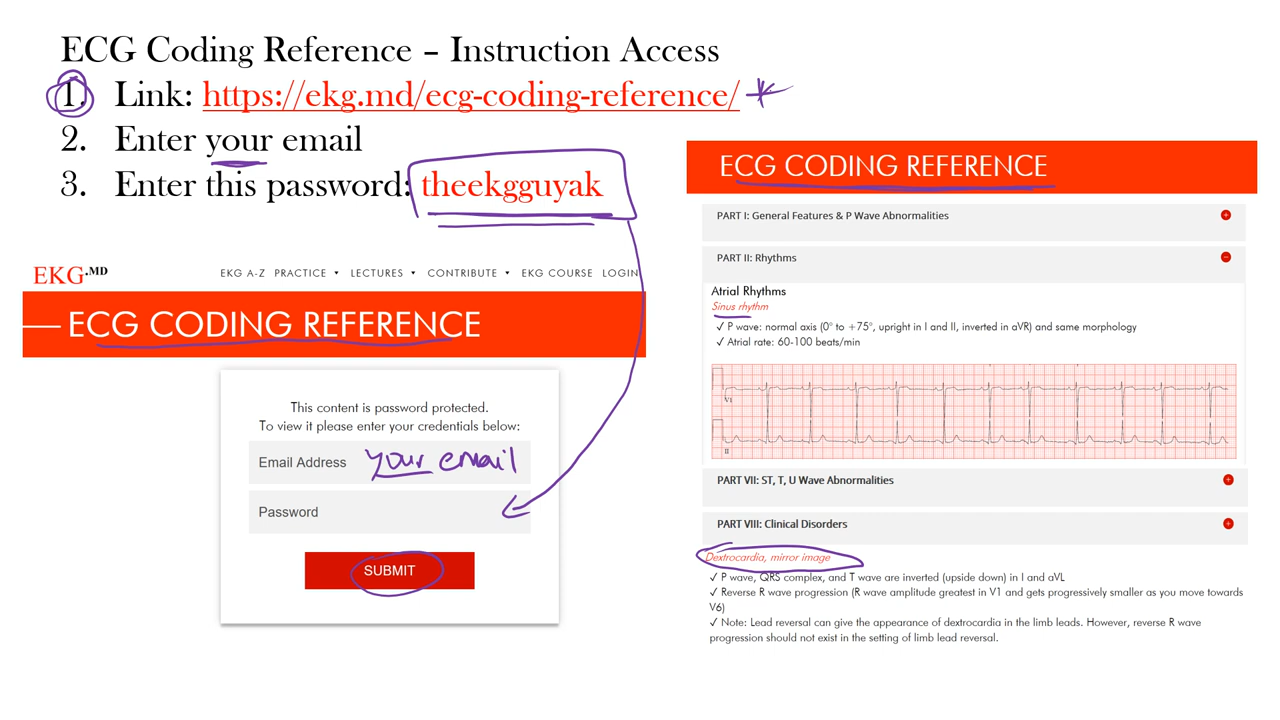 ECG Coding Reference – Instruction Access
1. Link: https://ekg.md/ecg-coding-reference/ *
2. Enter your email
3. Enter this password: theekgguyak
EKG.MD
EKG A-Z PRACTICE ▾ LECTURES ▾ CONTRIBUTE ▾ EKG COURSE LOGIN
ECG CODING REFERENCE
This content is password protected.
To view it please enter your credentials below:
Email Address your email
Password
SUBMIT
ECG CODING REFERENCE
PART I: General Features & P Wave Abnormalities
PART II: Rhythms
Atrial Rhythms
Sinus rhythm
✓ P wave: normal axis (0° to +75°, upright in I and II, inverted in aVR) and same morphology
✓ Atrial rate: 60-100 beats/min
V1
II
PART VII: ST, T, U Wave Abnormalities
PART VIII: Clinical Disorders
Dextrocardia, mirror image
✓ P wave, QRS complex, and T wave are inverted (upside down) in I and aVL
✓ Reverse R wave progression (R wave amplitude greatest in V1 and gets progressively smaller as you move towards
V6)
✓ Note: Lead reversal can give the appearance of dextrocardia in the limb leads. However, reverse R wave
progression should not exist in the setting of limb lead reversal.